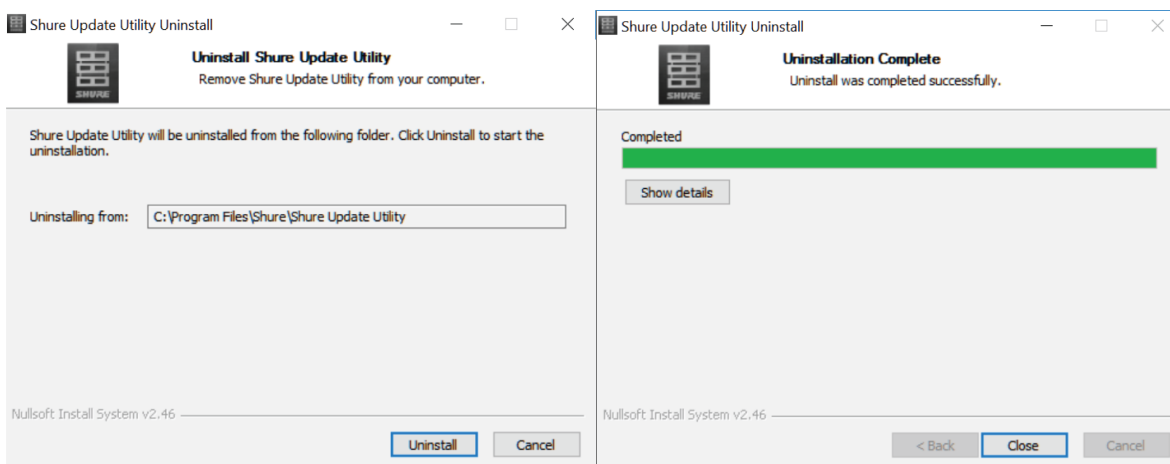 Shure Update Utility Uninstall
SHURE
Uninstall Shure Update Utility
Remove Shure Update Utility from your computer.
Shure Update Utility will be uninstalled from the following folder. Click Uninstall to start the
uninstallation.
Uninstalling from: C:\Program Files\Shure\Shure Update Utility
Nullsoft Install System v2.46
Uninstall Cancel
Shure Update Utility Uninstall
SHURE
Uninstallation Complete
Uninstall was completed successfully.
Completed
Show details
Nullsoft Install System v2.46
< Back Close Cancel